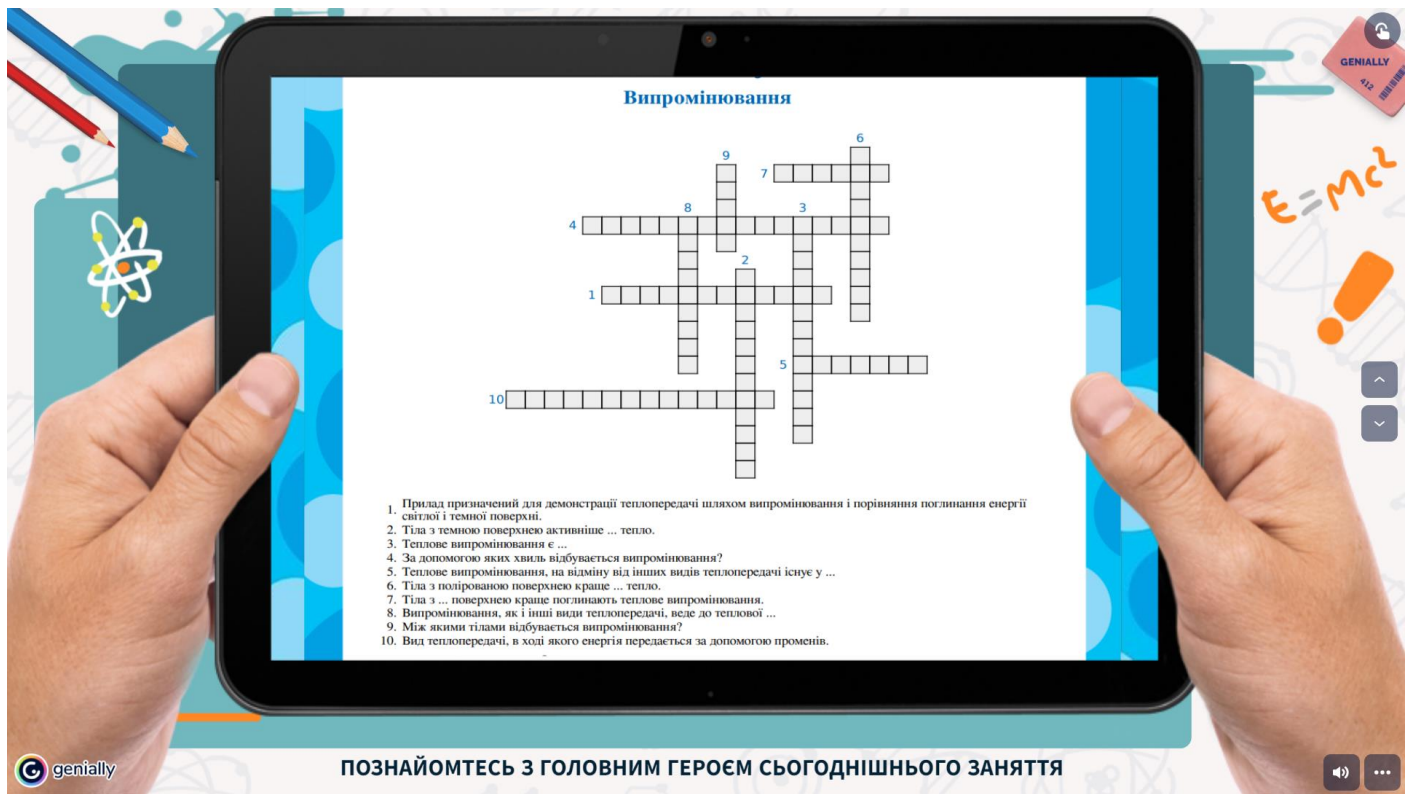 GENIALLY
412
E=MC²
Випромінювання
6
9
7
8
3
4
2
1
5
10
1. Прилад призначений для демонстрації теплопередачі шляхом випромінювання і порівняння поглинання енергії
світлої і темної поверхні.
2. Тіла з темною поверхнею активніше ... тепло.
3. Теплове випромінювання є ...
4. За допомогою яких хвиль відбувається випромінювання?
5. Теплове випромінювання, на відміну від інших видів теплопередачі існує у ...
6. Тіла з полірованою поверхнею краще ... тепло.
7. Тіла з ... поверхнею краще поглинають теплове випромінювання.
8. Випромінювання, як і інші види теплопередачі, веде до теплової ...
9. Між якими тілами відбувається випромінювання?
10. Вид теплопередачі, в ході якого енергія передається за допомогою променів.
genially
ПОЗНАЙОМТЕСЬ З ГОЛОВНИМ ГЕРОЄМ СЬОГОДНІШНЬОГО ЗАНЯТТЯ